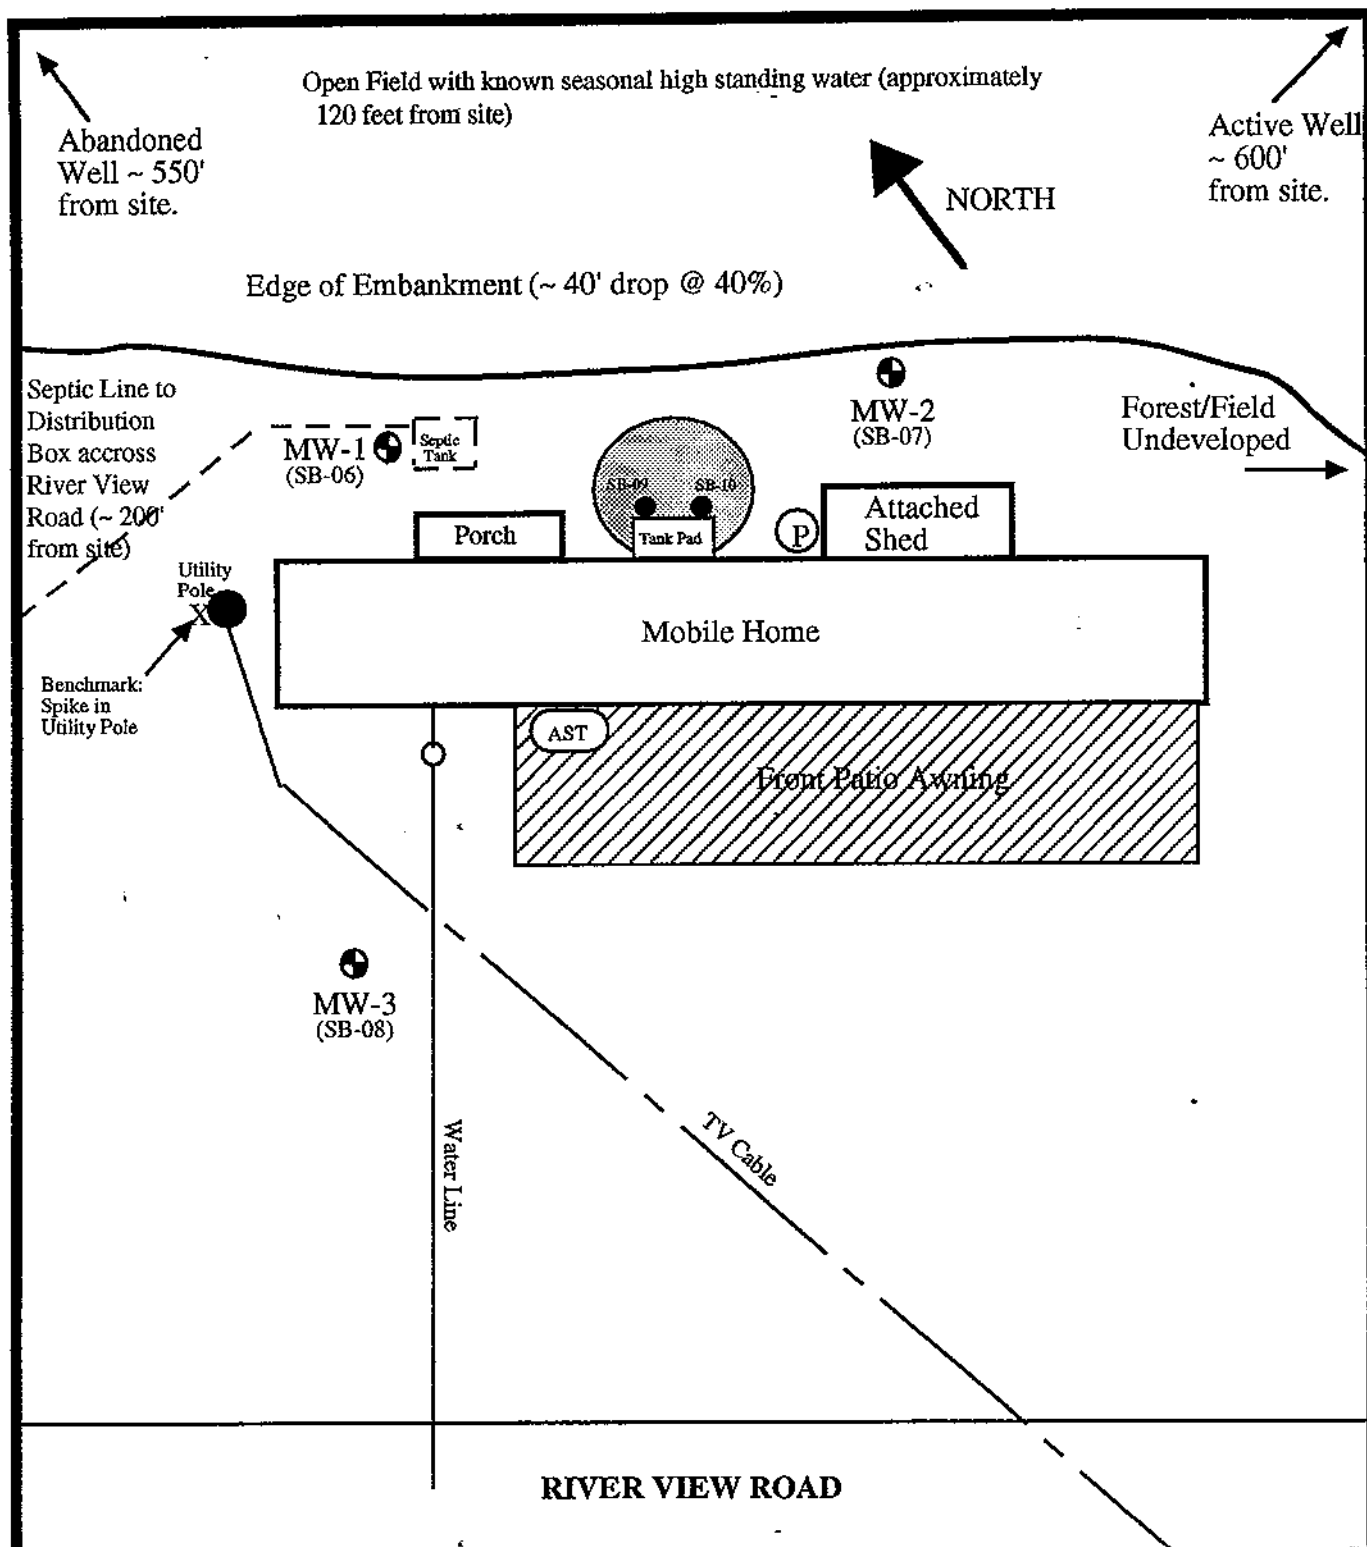 Open Field with known seasonal high standing water (approximately
120 feet from site)
Abandoned
Well ~ 550'
from site.
Active Well
~ 600'
from site.
NORTH
Edge of Embankment (~ 40' drop @ 40%)
Septic Line to
Distribution
Box accross
River View
Road (~ 200'
from site)
MW-1
(SB-06)
Septic
Tank
MW-2
(SB-07)
Forest/Field
Undeveloped
SB-09
SB-10
Tank Pad
Porch
P
Attached
Shed
Utility
Pole
X
Mobile Home
Benchmark:
Spike in
Utility Pole
AST
Front Patio Awning
MW-3
(SB-08)
Water Line
TV Cable
RIVER VIEW ROAD